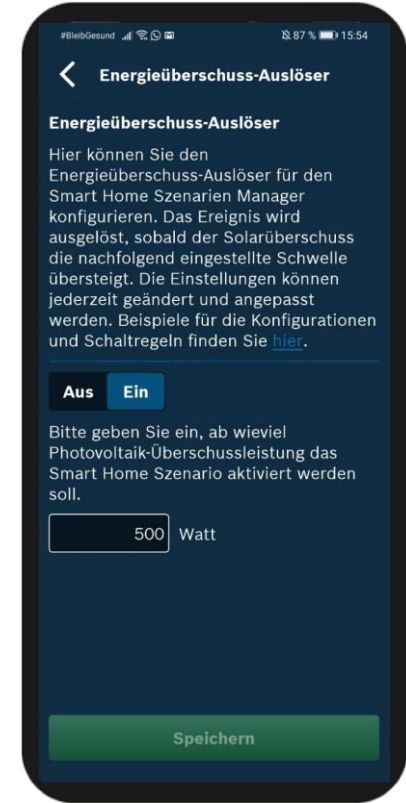 #BleibGesund 87 % 15:54
Energieüberschuss-Auslöser
Energieüberschuss-Auslöser
Hier können Sie den
Energieüberschuss-Auslöser für den
Smart Home Szenarien Manager
konfigurieren. Das Ereignis wird
ausgelöst, sobald der Solarüberschuss
die nachfolgend eingestellte Schwelle
übersteigt. Die Einstellungen können
jederzeit geändert und angepasst
werden. Beispiele für die Konfigurationen
und Schaltregeln finden Sie hier.
Aus Ein
Bitte geben Sie ein, ab wieviel
Photovoltaik-Überschussleistung das
Smart Home Szenario aktiviert werden
soll.
500 Watt
Speichern